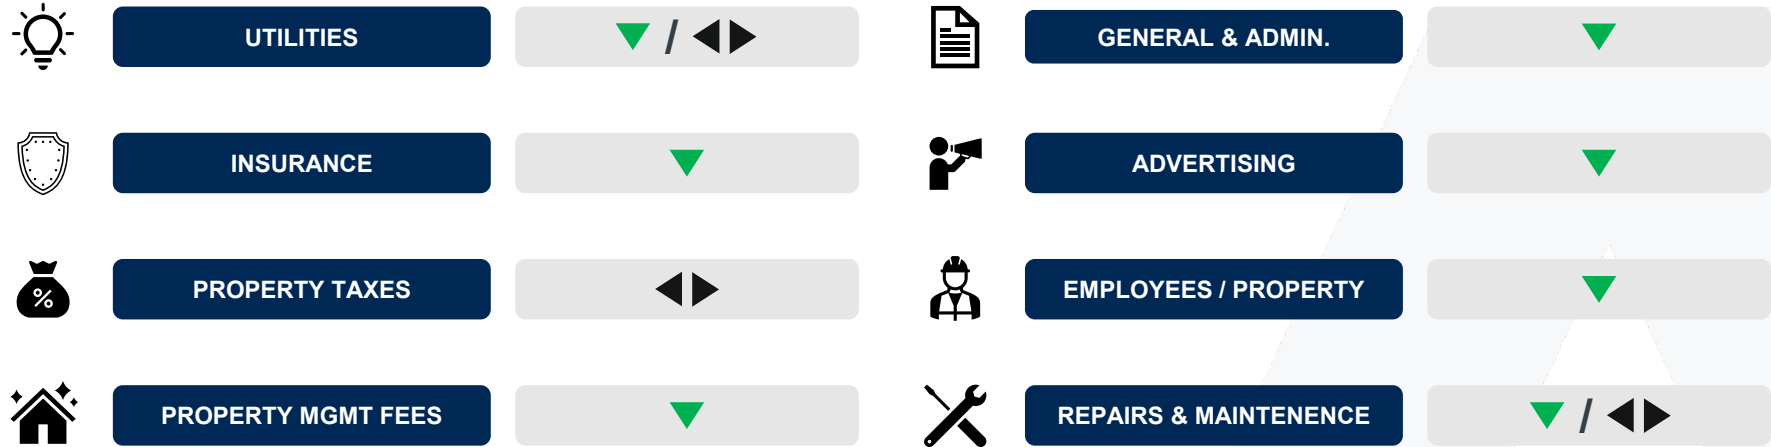 UTILITIES
/
GENERAL & ADMIN.
INSURANCE
ADVERTISING
%
PROPERTY TAXES
EMPLOYEES / PROPERTY
PROPERTY MGMT FEES
REPAIRS & MAINTENENCE
/